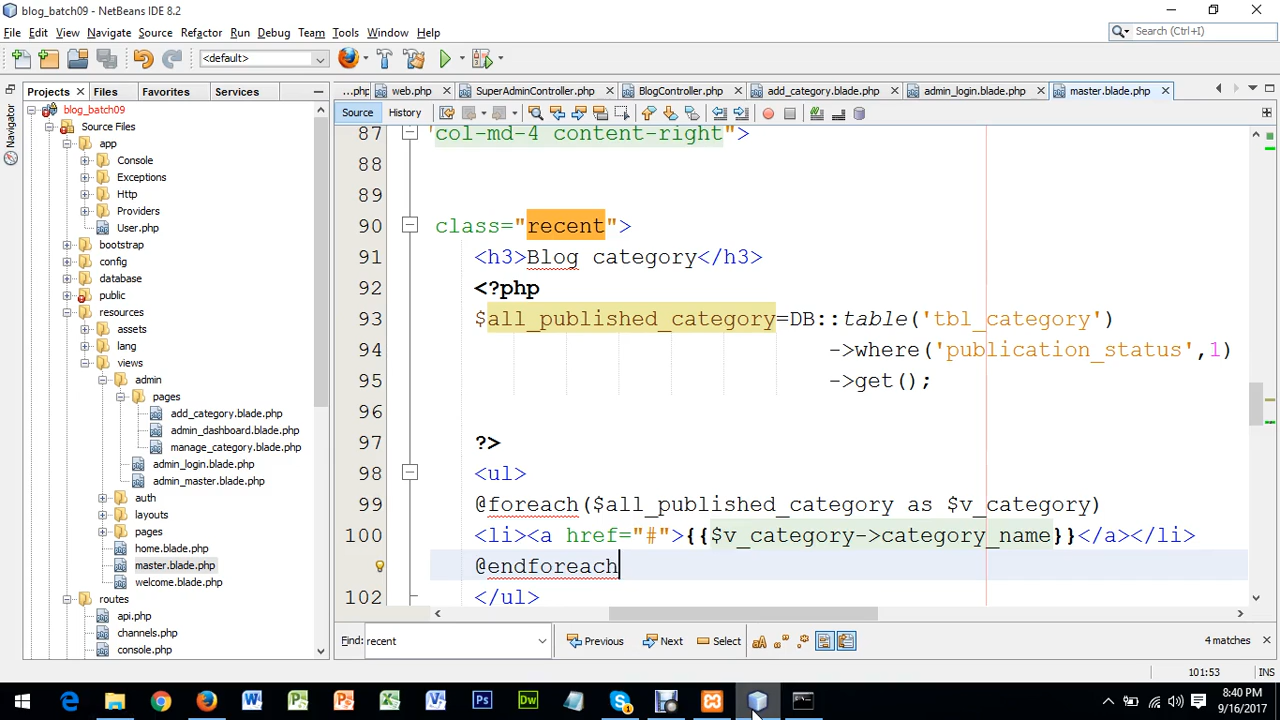 blog_batch09 - NetBeans IDE 8.2
File Edit View Navigate Source Refactor Run Debug Team Tools Window Help
Search (Ctrl+I)
<default>
Projects Files Favorites Services
...php web.php SuperAdminController.php BlogController.php add_category.blade.php admin_login.blade.php master.blade.php
Source History
Navigator
blog_batch09
Source Files
app
Console
Exceptions
Http
Providers
User.php
bootstrap
config
database
public
resources
assets
lang
views
admin
pages
add_category.blade.php
admin_dashboard.blade.php
manage_category.blade.php
admin_login.blade.php
admin_master.blade.php
auth
layouts
pages
home.blade.php
master.blade.php
welcome.blade.php
routes
api.php
channels.php
console.php
87 "col-md-4 content-right">
88
89
90 class="recent">
91 <h3>Blog category</h3>
92 <?php
93 $all_published_category=DB::table('tbl_category')
94 ->where('publication_status',1)
95 ->get();
96
97 ?>
98 <ul>
99 @foreach($all_published_category as $v_category)
100 <li><a href="#">{{$v_category->category_name}}</a></li>
@endforeach
102 </ul>
Find: recent Previous Next Select 4 matches
101:53 INS
8:40 PM
9/16/2017